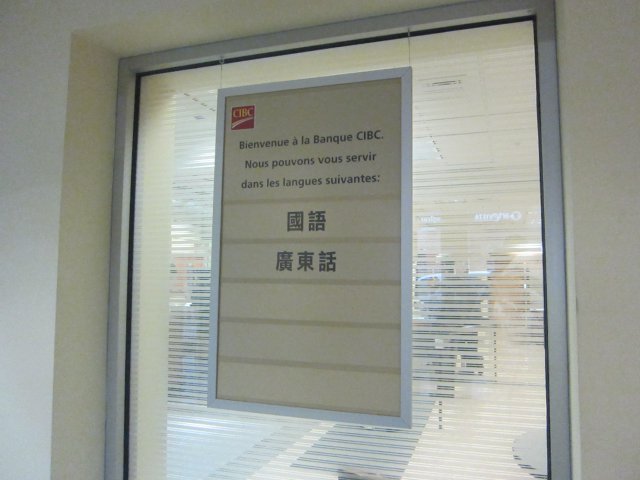 CIBC
Bienvenue à la Banque CIBC.
Nous pouvons vous servir
dans les langues suivantes:
國語
廣東話